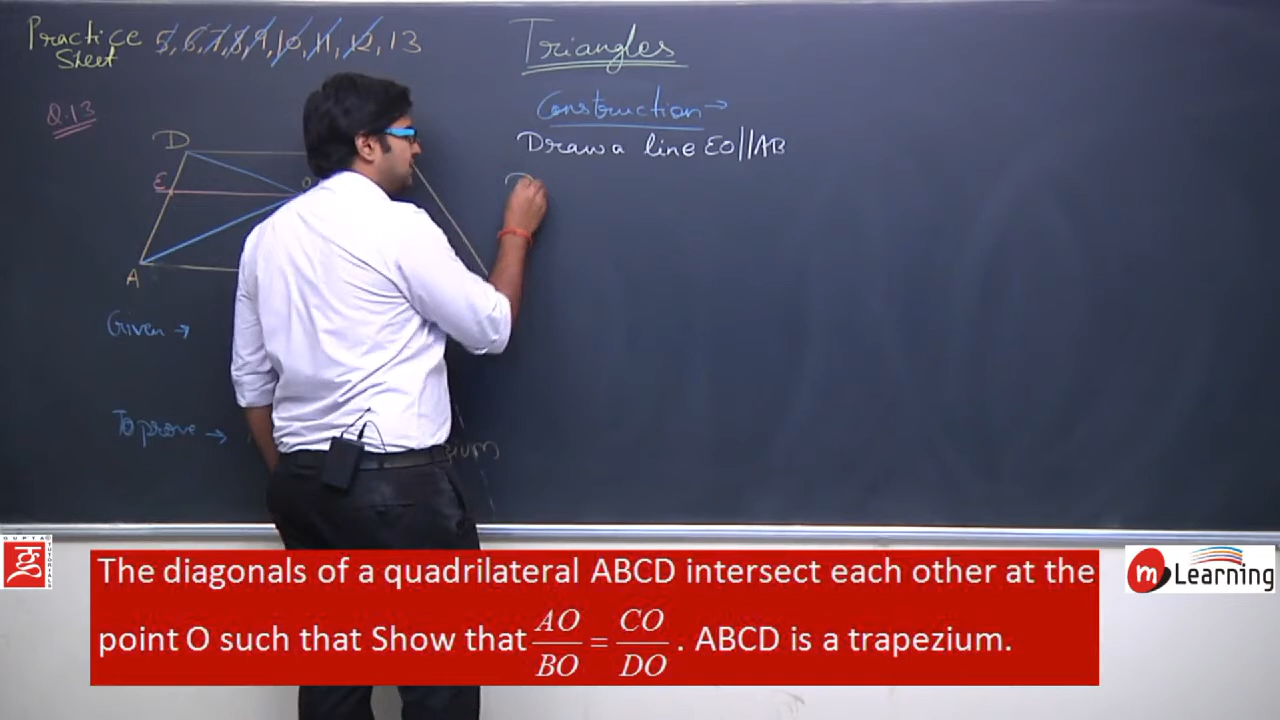 Practice 5, 6, 7, 8, 9, 10, 11, 12, 13
Sheet
Triangles
Q.13
Construction →
Draw a line EO||AB
D
E
O
A
Given →
To prove →
GUPTA TUTORIALS
The diagonals of a quadrilateral ABCD intersect each other at the
point O such that Show that AO/BO = CO/DO . ABCD is a trapezium.
m Learning